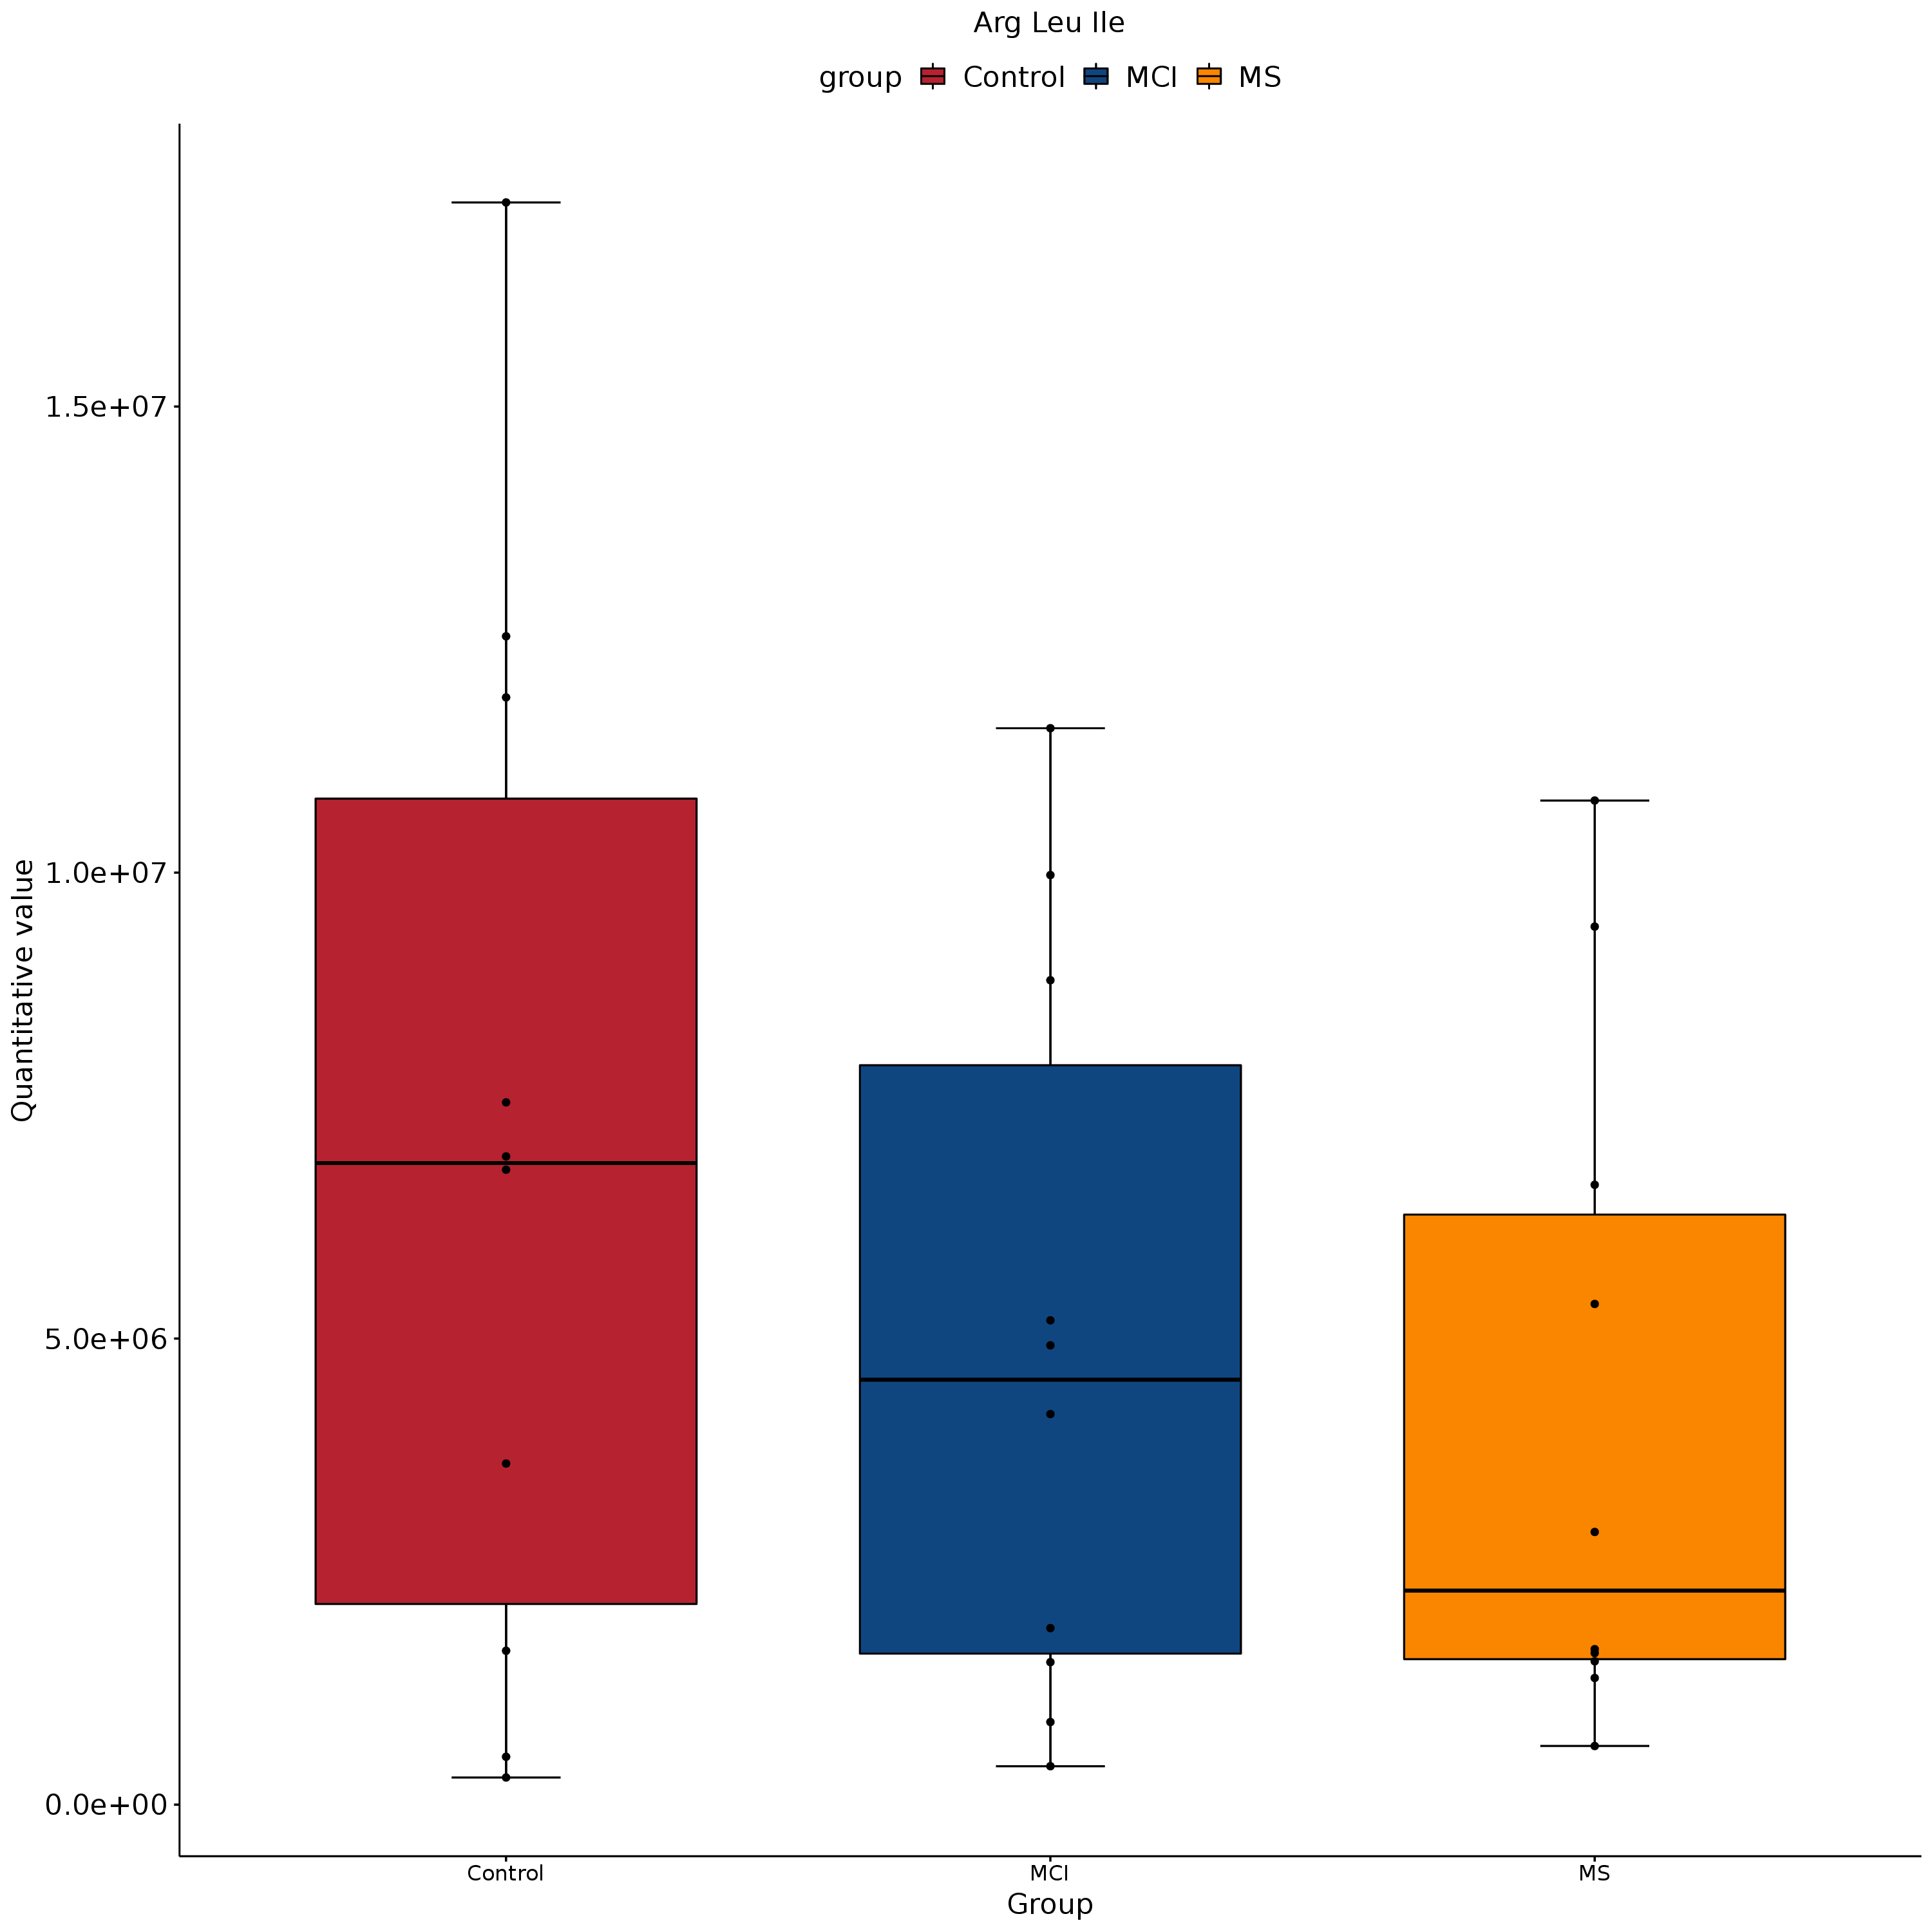 Arg Leu Ile
group Control MCI MS
1.5e+07
1.0e+07
5.0e+06
0.0e+00
Quantitative value
Control MCI MS
Group